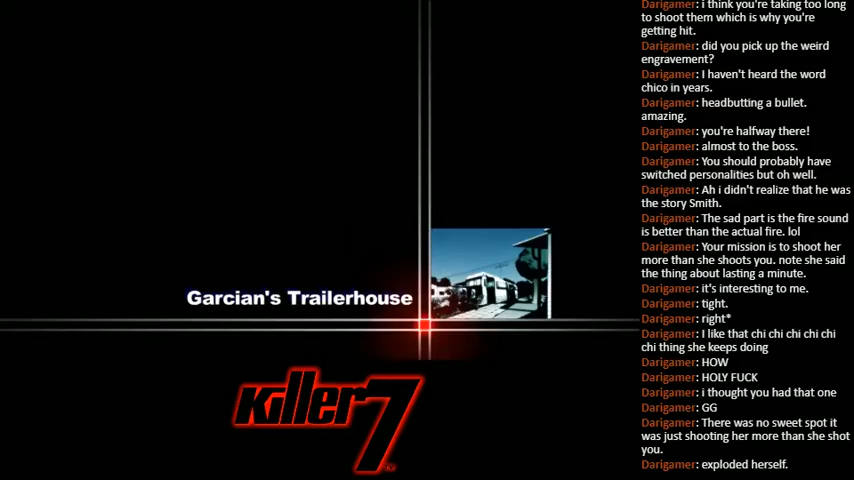 Darigamer: i think you're taking too long
to shoot them which is why you're
getting hit.
Darigamer: did you pick up the weird
engravement?
Darigamer: I haven't heard the word
chico in years.
Darigamer: headbutting a bullet.
amazing.
Darigamer: you're halfway there!
Darigamer: almost to the boss.
Darigamer: You should probably have
switched personalities but oh well.
Darigamer: Ah i didn't realize that he was
the story Smith.
Darigamer: The sad part is the fire sound
is better than the actual fire. lol
Darigamer: Your mission is to shoot her
more than she shoots you. note she said
the thing about lasting a minute.
Darigamer: it's interesting to me.
Darigamer: tight.
Darigamer: right*
Darigamer: I like that chi chi chi chi chi
chi thing she keeps doing
Darigamer: HOW
Darigamer: HOLY FUCK
Darigamer: i thought you had that one
Darigamer: GG
Darigamer: There was no sweet spot it
was just shooting her more than she shot
you.
Darigamer: exploded herself.
Garcian's Trailerhouse
killer7